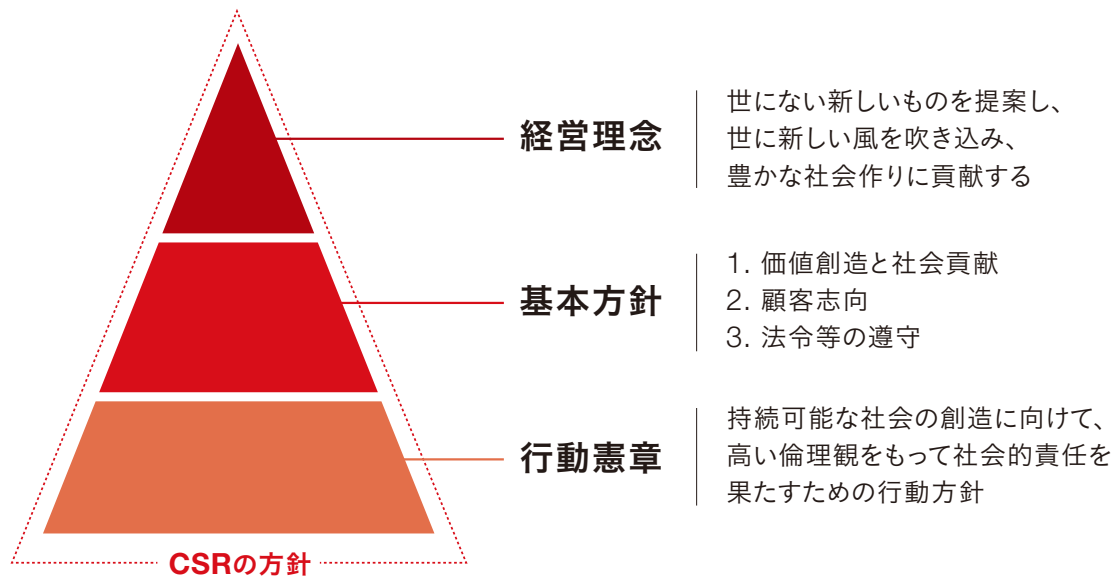 経営理念
世にない新しいものを提案し、
世に新しい風を吹き込み、
豊かな社会作りに貢献する
基本方針
1. 価値創造と社会貢献
2. 顧客志向
3. 法令等の遵守
行動憲章
持続可能な社会の創造に向けて、
高い倫理観をもって社会的責任を
果たすための行動方針
CSRの方針